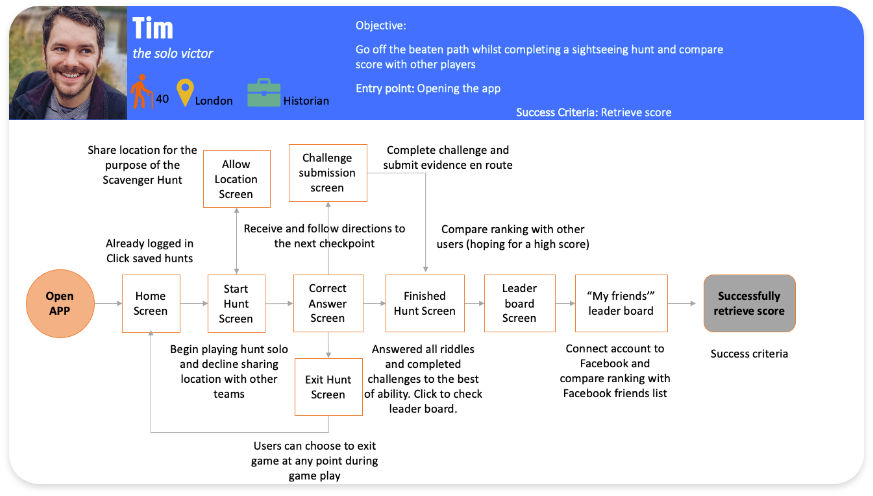 Tim
the solo victor
40
London
Historian
Objective:
Go off the beaten path whilst completing a sightseeing hunt and compare
score with other players
Entry point: Opening the app
Success Criteria: Retrieve score
Share location for the
purpose of the
Scavenger Hunt
Allow
Location
Screen
Challenge
submission
screen
Complete challenge and
submit evidence en route
Receive and follow directions to
the next checkpoint
Compare ranking with other
users (hoping for a high score)
Already logged in
Click saved hunts
Open
APP
Home
Screen
Start
Hunt
Screen
Correct
Answer
Screen
Finished
Hunt Screen
Leader
board
Screen
“My friends’”
leader board
Successfully
retrieve score
Begin playing hunt solo
and decline sharing
location with other
teams
Exit Hunt
Screen
Answered all riddles
and completed
challenges to the best
of ability. Click to check
leader board.
Connect account to
Facebook and
compare ranking with
Facebook friends list
Success criteria
Users can choose to exit
game at any point during
game play